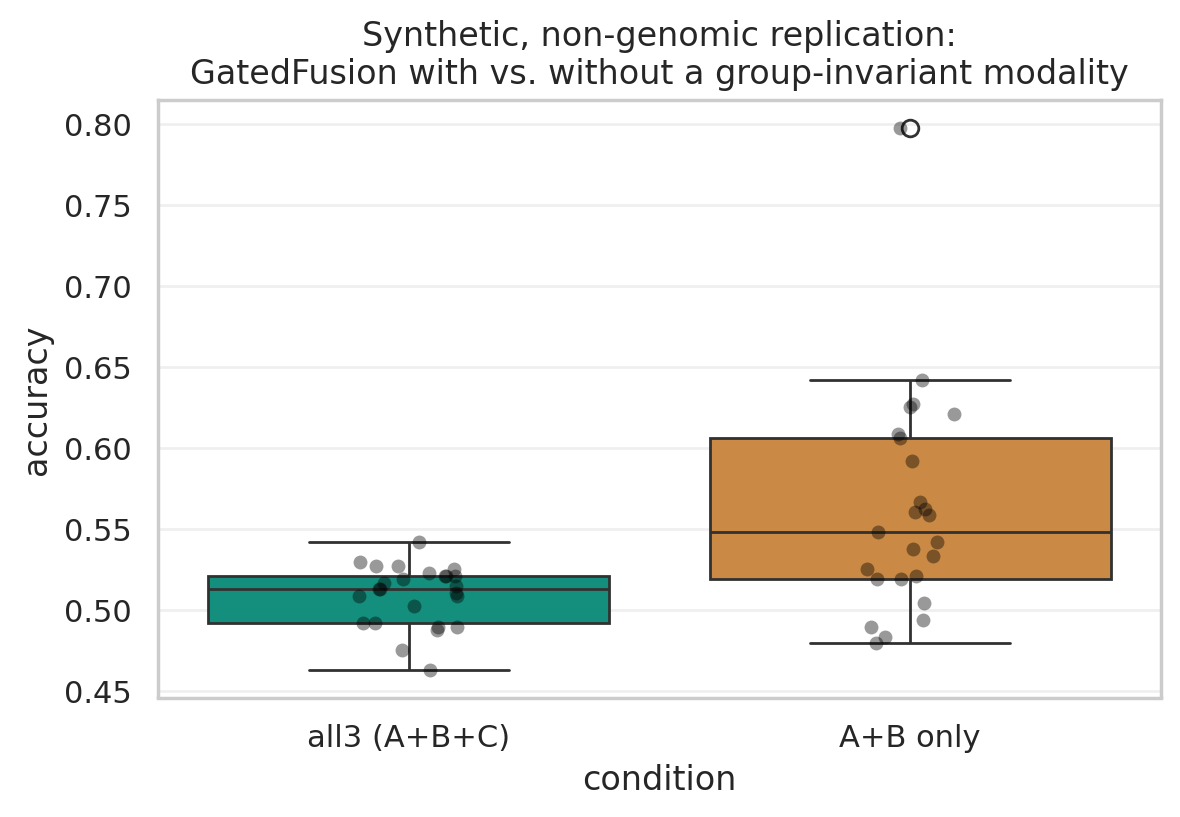 Synthetic, non-genomic replication:
GatedFusion with vs. without a group-invariant modality
0.80
0.75
0.70
0.65
0.60
0.55
0.50
0.45
accuracy
all3 (A+B+C)
A+B only
condition